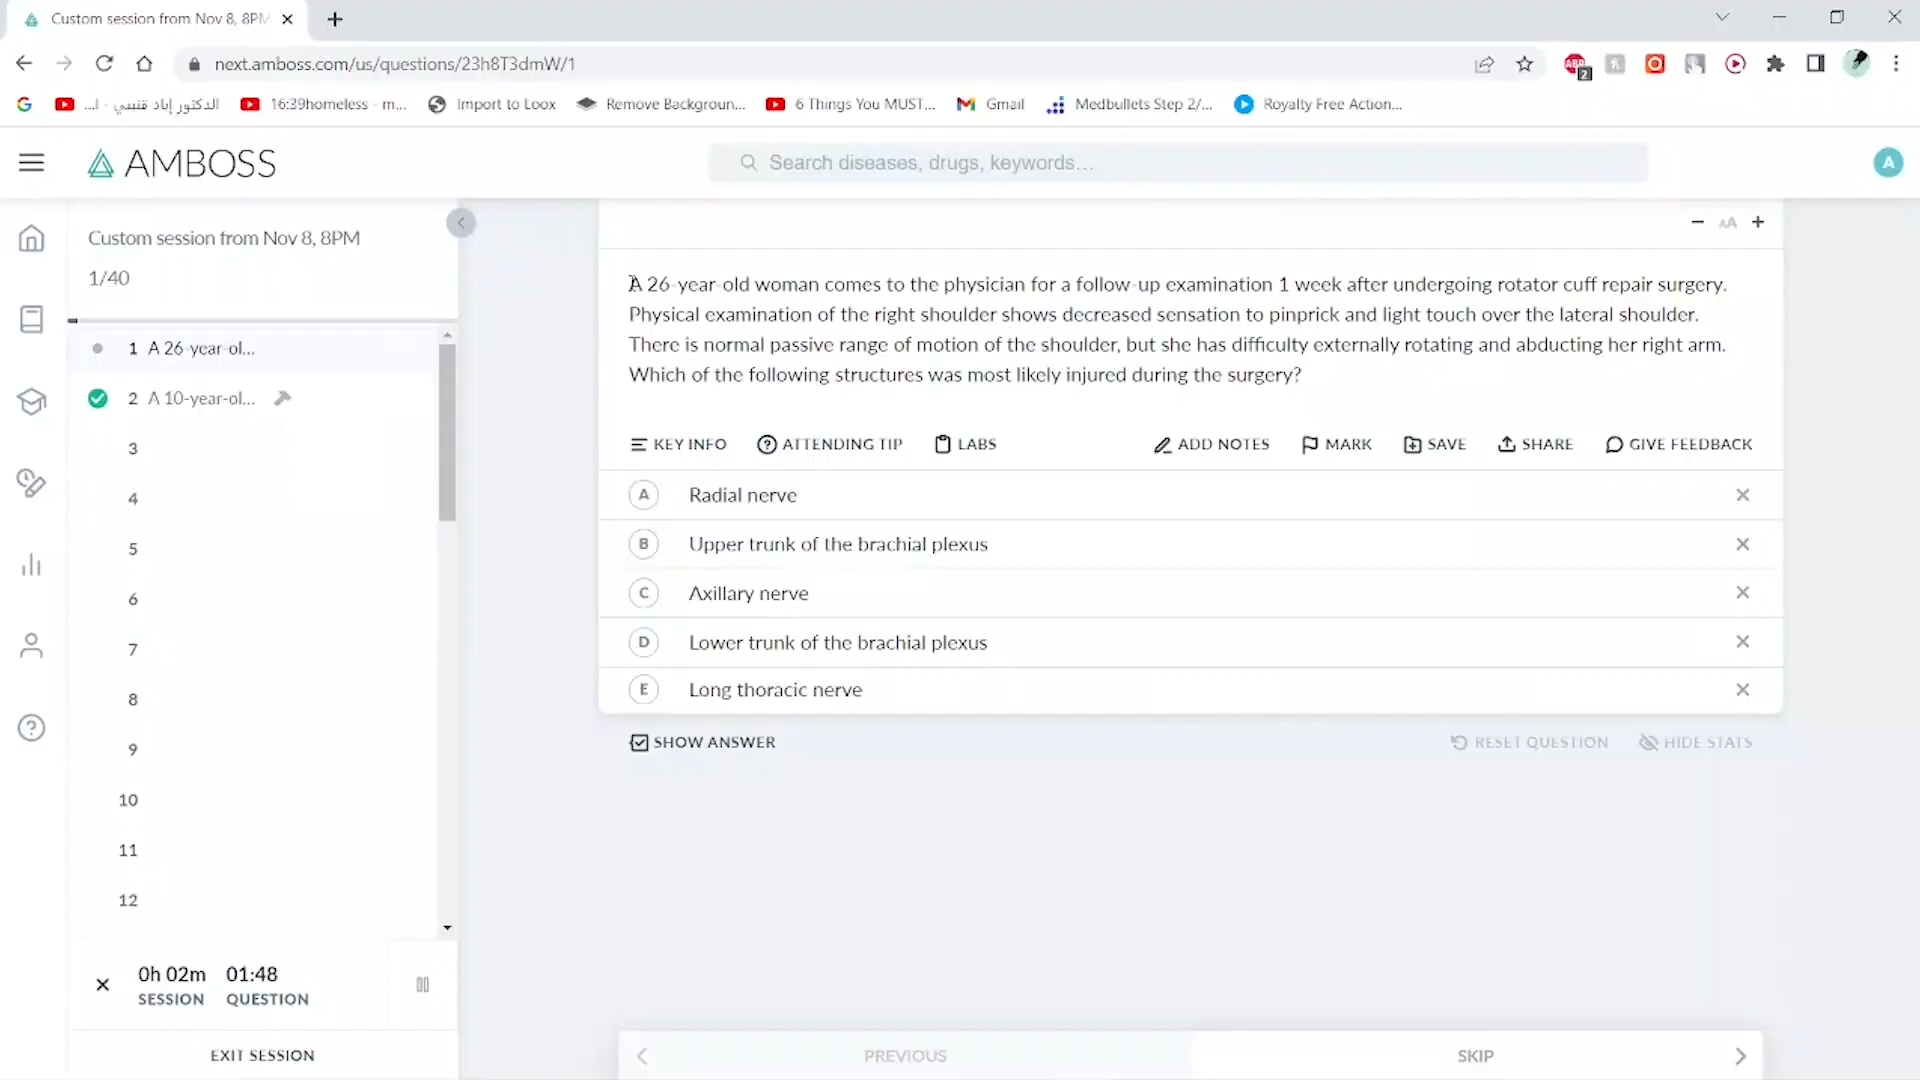 Custom session from Nov 8, 8PM
next.amboss.com/us/questions/23h8T3dmW/1
ABP
2
الدكتور إياد قنيبي - ا...
16:39homeless - m...
Import to Loox
Remove Backgroun...
6 Things You MUST...
Gmail
Medbullets Step 2/...
Royalty Free Action...
AMBOSS
Search diseases, drugs, keywords...
A
Custom session from Nov 8, 8PM
1/40
1 A 26-year-ol...
2 A 10-year-ol...
3
4
5
6
7
8
9
10
11
12
0h 02m 01:48
SESSION QUESTION
EXIT SESSION
AA
A 26-year-old woman comes to the physician for a follow-up examination 1 week after undergoing rotator cuff repair surgery.
Physical examination of the right shoulder shows decreased sensation to pinprick and light touch over the lateral shoulder.
There is normal passive range of motion of the shoulder, but she has difficulty externally rotating and abducting her right arm.
Which of the following structures was most likely injured during the surgery?
KEY INFO ATTENDING TIP LABS ADD NOTES MARK SAVE SHARE GIVE FEEDBACK
A Radial nerve
B Upper trunk of the brachial plexus
C Axillary nerve
D Lower trunk of the brachial plexus
E Long thoracic nerve
SHOW ANSWER RESET QUESTION HIDE STATS
PREVIOUS SKIP